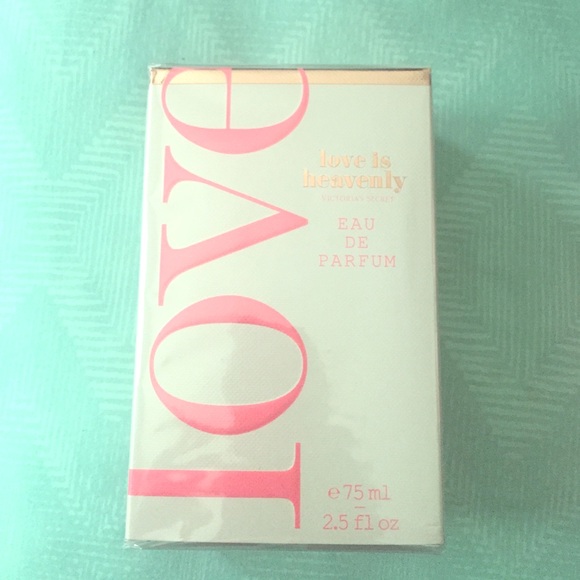 love
love is
heavenly
VICTORIA'S SECRET
EAU
DE
PARFUM
e 75 ml
2.5 fl oz